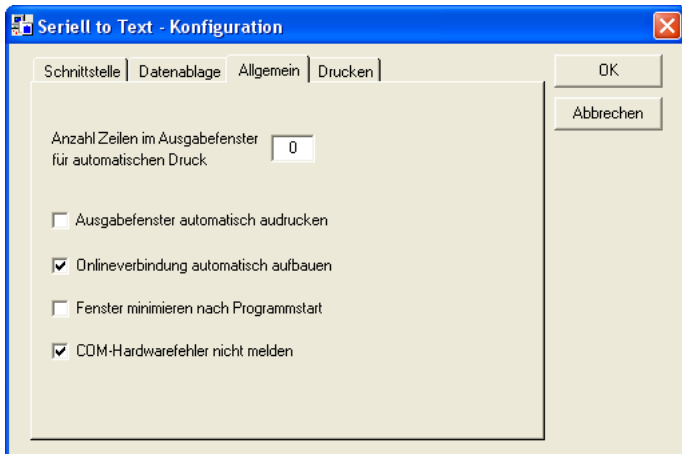 Seriell to Text - Konfiguration
Schnittstelle Datenablage Allgemein Drucken
OK
Abbrechen
Anzahl Zeilen im Ausgabefenster
für automatischen Druck
0
Ausgabefenster automatisch audrucken
Onlineverbindung automatisch aufbauen
Fenster minimieren nach Programmstart
COM-Hardwarefehler nicht melden